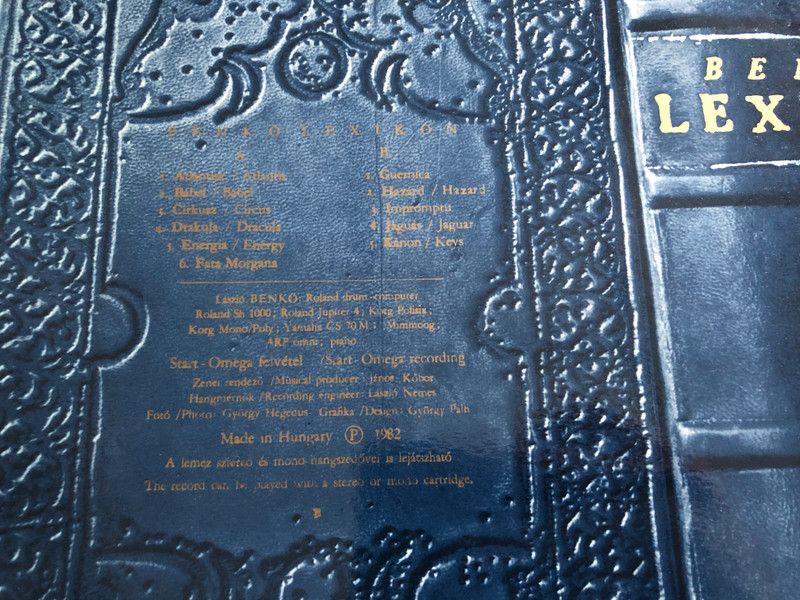 BENKŐ LEXIKON
A
1. Atlantisz / Atlantis
2. Bábel / Babel
3. Cirkusz / Circus
4. Drakula / Dracula
5. Energia / Energy
6. Fata Morgana
B
1. Guernica
2. Hazárd / Hazard
3. Impromptu
4. Jaguár / Jaguar
5. Kánon / Keys
László BENKŐ: Roland drum-computer
Roland Sh 1000; Roland Jupiter 4; Korg Polisix;
Korg Mono/Poly; Yamaha CS 70 M; Minimoog;
ARP omni; piano
Start-Omega felvétel /Start-Omega recording
Zenei rendező /Musical producer: János Kóbor
Hangmérnök /Recording engineer: László Nemes
Fotó /Photo: György Hegedűs Grafika /Design: György Pálfi
Made in Hungary Ⓟ 1982
A lemez sztereó és monó hangszedővel is lejátszható
The record can be played with a stereo or mono cartridge.
BE
LEX